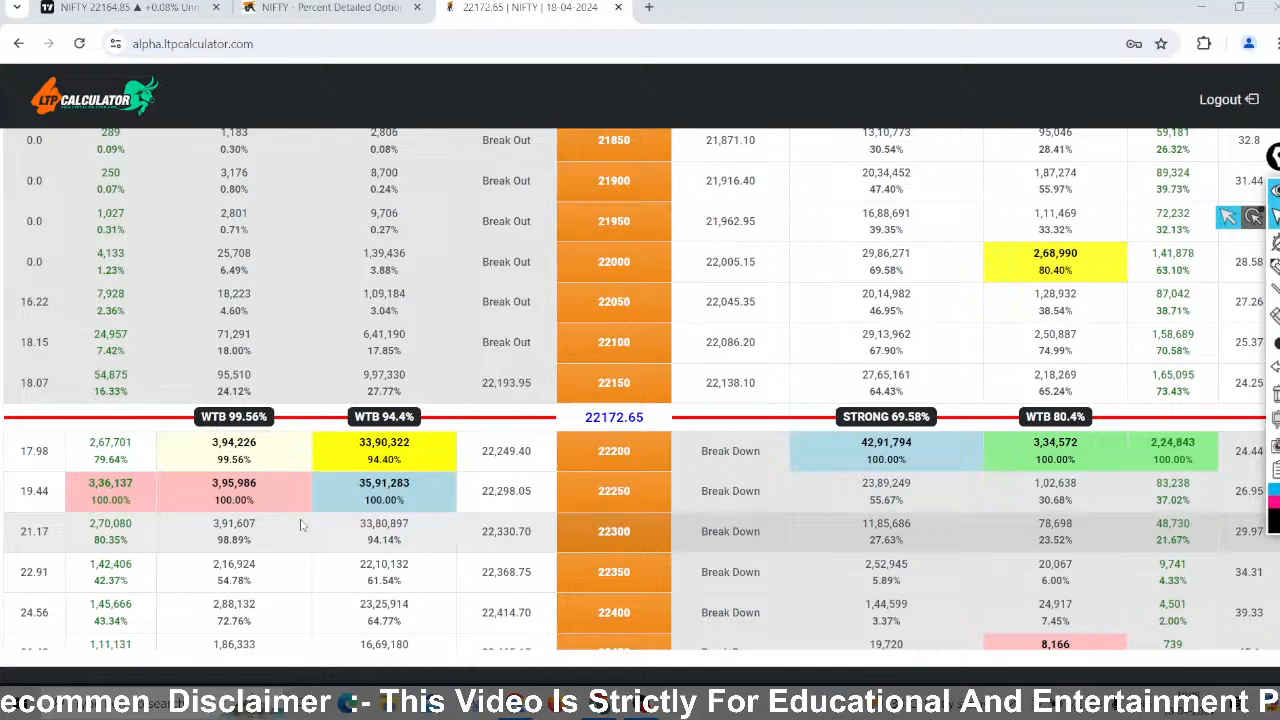 NIFTY 22164.85 ▲ +0.08% Unn
NIFTY - Percent Detailed Optio
22172.65 | NIFTY | 18-04-2024
alpha.ltpcalculator.com
LTP CALCULATOR
Logout
0.0 289 1,183 2,806 Break Out 21850 21,871.10 13,10,773 95,046 59,181 32.8
0.09% 0.30% 0.08% 30.54% 28.41% 26.32%
0.0 250 3,176 8,700 Break Out 21900 21,916.40 20,34,452 1,87,274 89,324 31.44
0.07% 0.80% 0.24% 47.40% 55.97% 39.73%
0.0 1,027 2,801 9,706 Break Out 21950 21,962.95 16,88,691 1,11,469 72,232
0.31% 0.71% 0.27% 39.35% 33.32% 32.13%
0.0 4,133 25,708 1,39,436 Break Out 22000 22,005.15 29,86,271 2,68,990 1,41,878 28.58
1.23% 6.49% 3.88% 69.58% 80.40% 63.10%
16.22 7,928 18,223 1,09,184 Break Out 22050 22,045.35 20,14,982 1,28,932 87,042 27.26
2.36% 4.60% 3.04% 46.95% 38.54% 38.71%
18.15 24,957 71,291 6,41,190 Break Out 22100 22,086.20 29,13,962 2,50,887 1,58,689 25.37
7.42% 18.00% 17.85% 67.90% 74.99% 70.58%
18.07 54,875 95,510 9,97,330 22,193.95 22150 22,138.10 27,65,161 2,18,269 1,65,095 24.25
16.33% 24.12% 27.77% 64.43% 65.24% 73.43%
WTB 99.56% WTB 94.4% 22172.65 STRONG 69.58% WTB 80.4%
17.98 2,67,701 3,94,226 33,90,322 22,249.40 22200 Break Down 42,91,794 3,34,572 2,24,843 24.44
79.64% 99.56% 94.40% 100.00% 100.00% 100.00%
19.44 3,36,137 3,95,986 35,91,283 22,298.05 22250 Break Down 23,89,249 1,02,638 83,238 26.95
100.00% 100.00% 100.00% 55.67% 30.68% 37.02%
21.17 2,70,080 3,91,607 33,80,897 22,330.70 22300 Break Down 11,85,686 78,698 48,730 29.97
80.35% 98.89% 94.14% 27.63% 23.52% 21.67%
22.91 1,42,406 2,16,924 22,10,132 22,368.75 22350 Break Down 2,52,945 20,067 9,741 34.31
42.37% 54.78% 61.54% 5.89% 6.00% 4.33%
24.56 1,45,666 2,88,132 23,25,914 22,414.70 22400 Break Down 1,44,599 24,917 4,501 39.33
43.34% 72.76% 64.77% 3.37% 7.45% 2.00%
1,11,131 1,86,333 16,69,180 19,720 8,166 739
ecommen Disclaimer :- This Video Is Strictly For Educational And Entertainment P